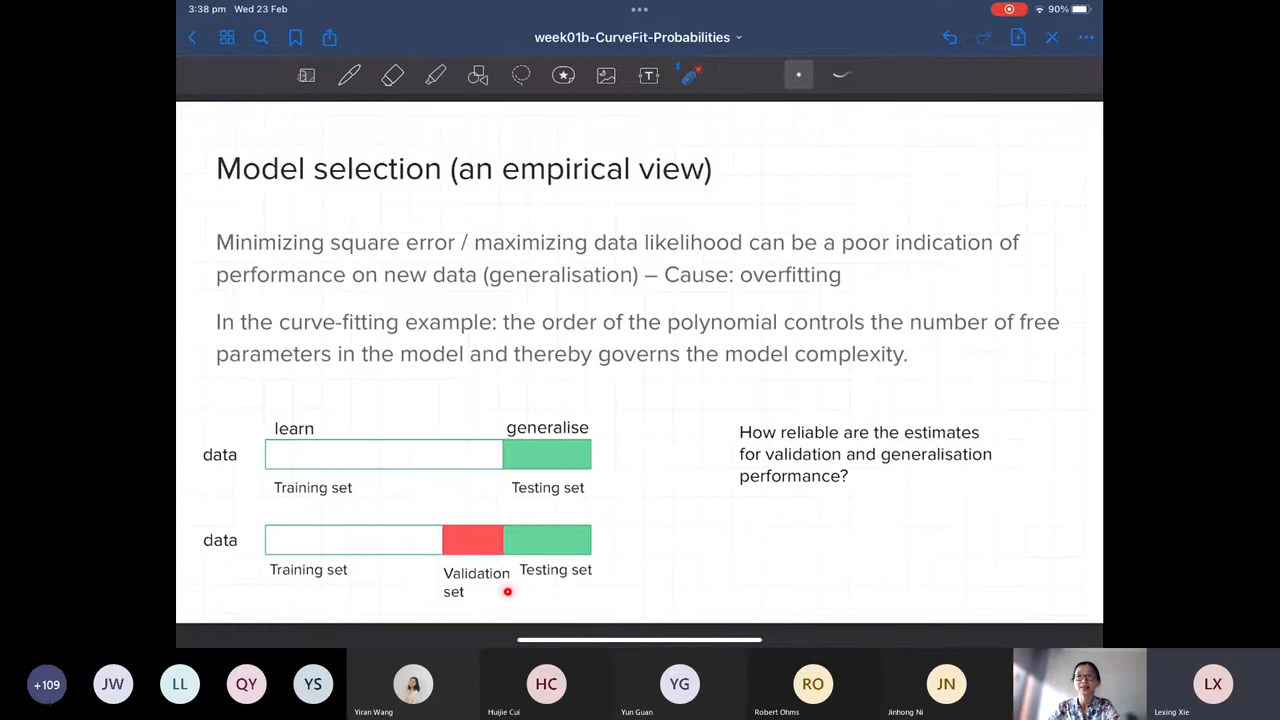 3:38 pm Wed 23 Feb
90%
week01b-CurveFit-Probabilities
Model selection (an empirical view)
Minimizing square error / maximizing data likelihood can be a poor indication of
performance on new data (generalisation) – Cause: overfitting
In the curve-fitting example: the order of the polynomial controls the number of free
parameters in the model and thereby governs the model complexity.
learn generalise
data
Training set Testing set
data
Training set Validation set Testing set
How reliable are the estimates
for validation and generalisation
performance?
+109 JW LL QY YS HC YG RO JN LX
Yiran Wang Huijie Cui Yun Guan Robert Ohms Jinhong Ni Lexing Xie